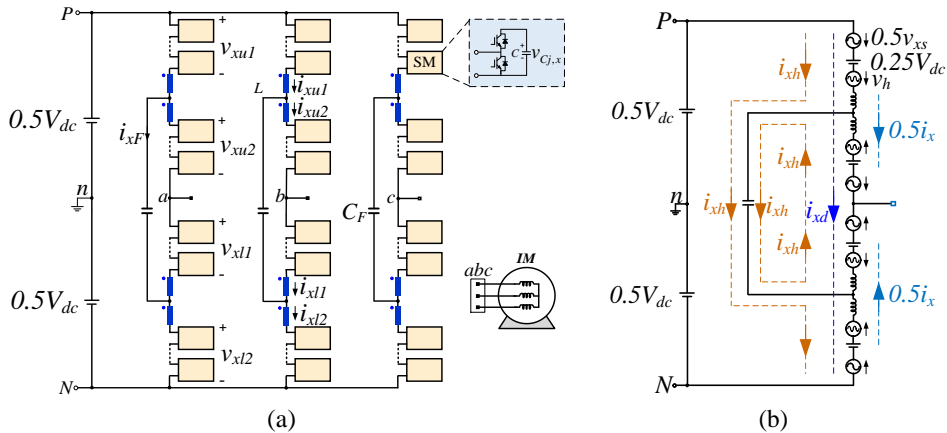 P
+
v_xu1
-
SM
C
+
-
v_Cj,x
L
i_xu1
i_xu2
i_xF
0.5V_dc
+
v_xu2
-
n
a
b
c
C_F
+
v_xl1
-
i_xl1
i_xl2
0.5V_dc
+
v_xl2
-
N
abc
IM
(a)
P
0.5v_xs
0.25V_dc
v_h
i_xh
0.5V_dc
0.5i_x
i_xh
n
i_xh
i_xh
i_xd
i_xh
0.5V_dc
0.5i_x
N
(b)